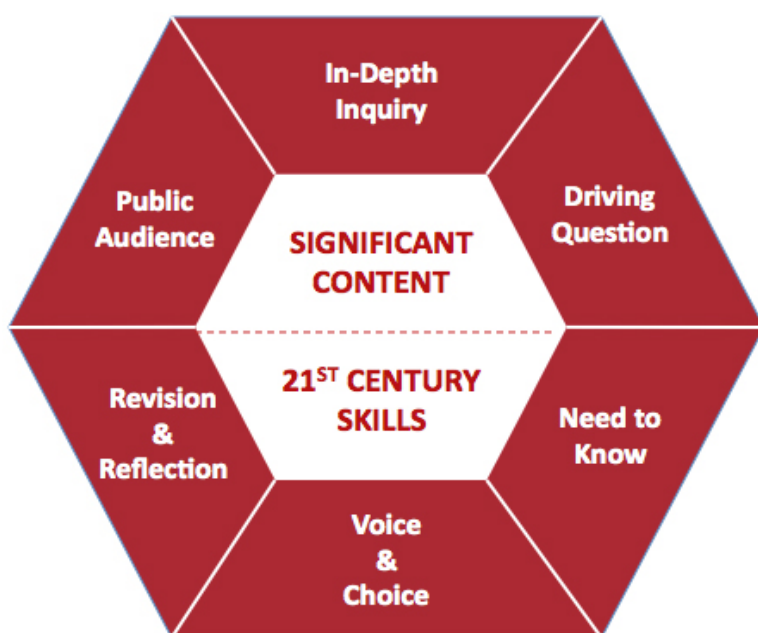 In-Depth
Inquiry
Driving
Question
Need to
Know
Voice
&
Choice
Revision
&
Reflection
Public
Audience
SIGNIFICANT
CONTENT
21ST CENTURY
SKILLS